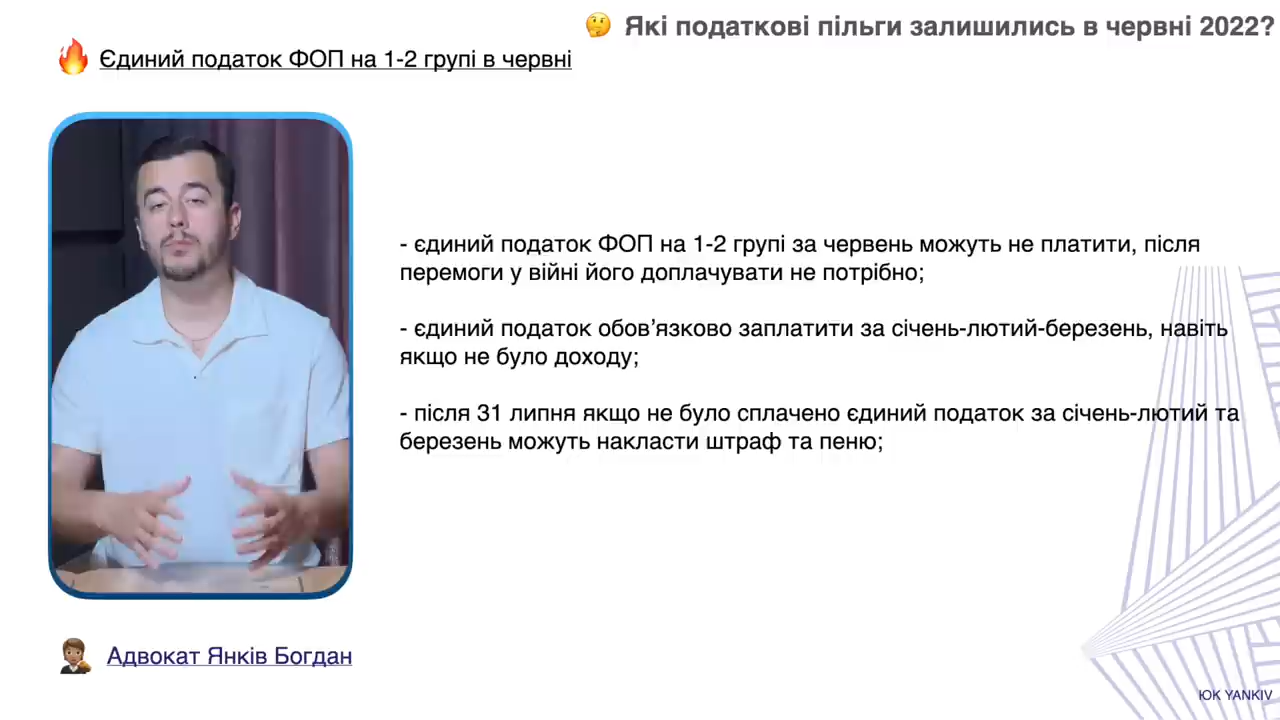 Які податкові пільги залишились в червні 2022?
Єдиний податок ФОП на 1-2 групі в червні
- єдиний податок ФОП на 1-2 групі за червень можуть не платити, після
перемоги у війні його доплачувати не потрібно;
- єдиний податок обов’язково заплатити за січень-лютий-березень, навіть
якщо не було доходу;
- після 31 липня якщо не було сплачено єдиний податок за січень-лютий та
березень можуть накласти штраф та пеню;
Адвокат Янків Богдан
ЮК YANKIV